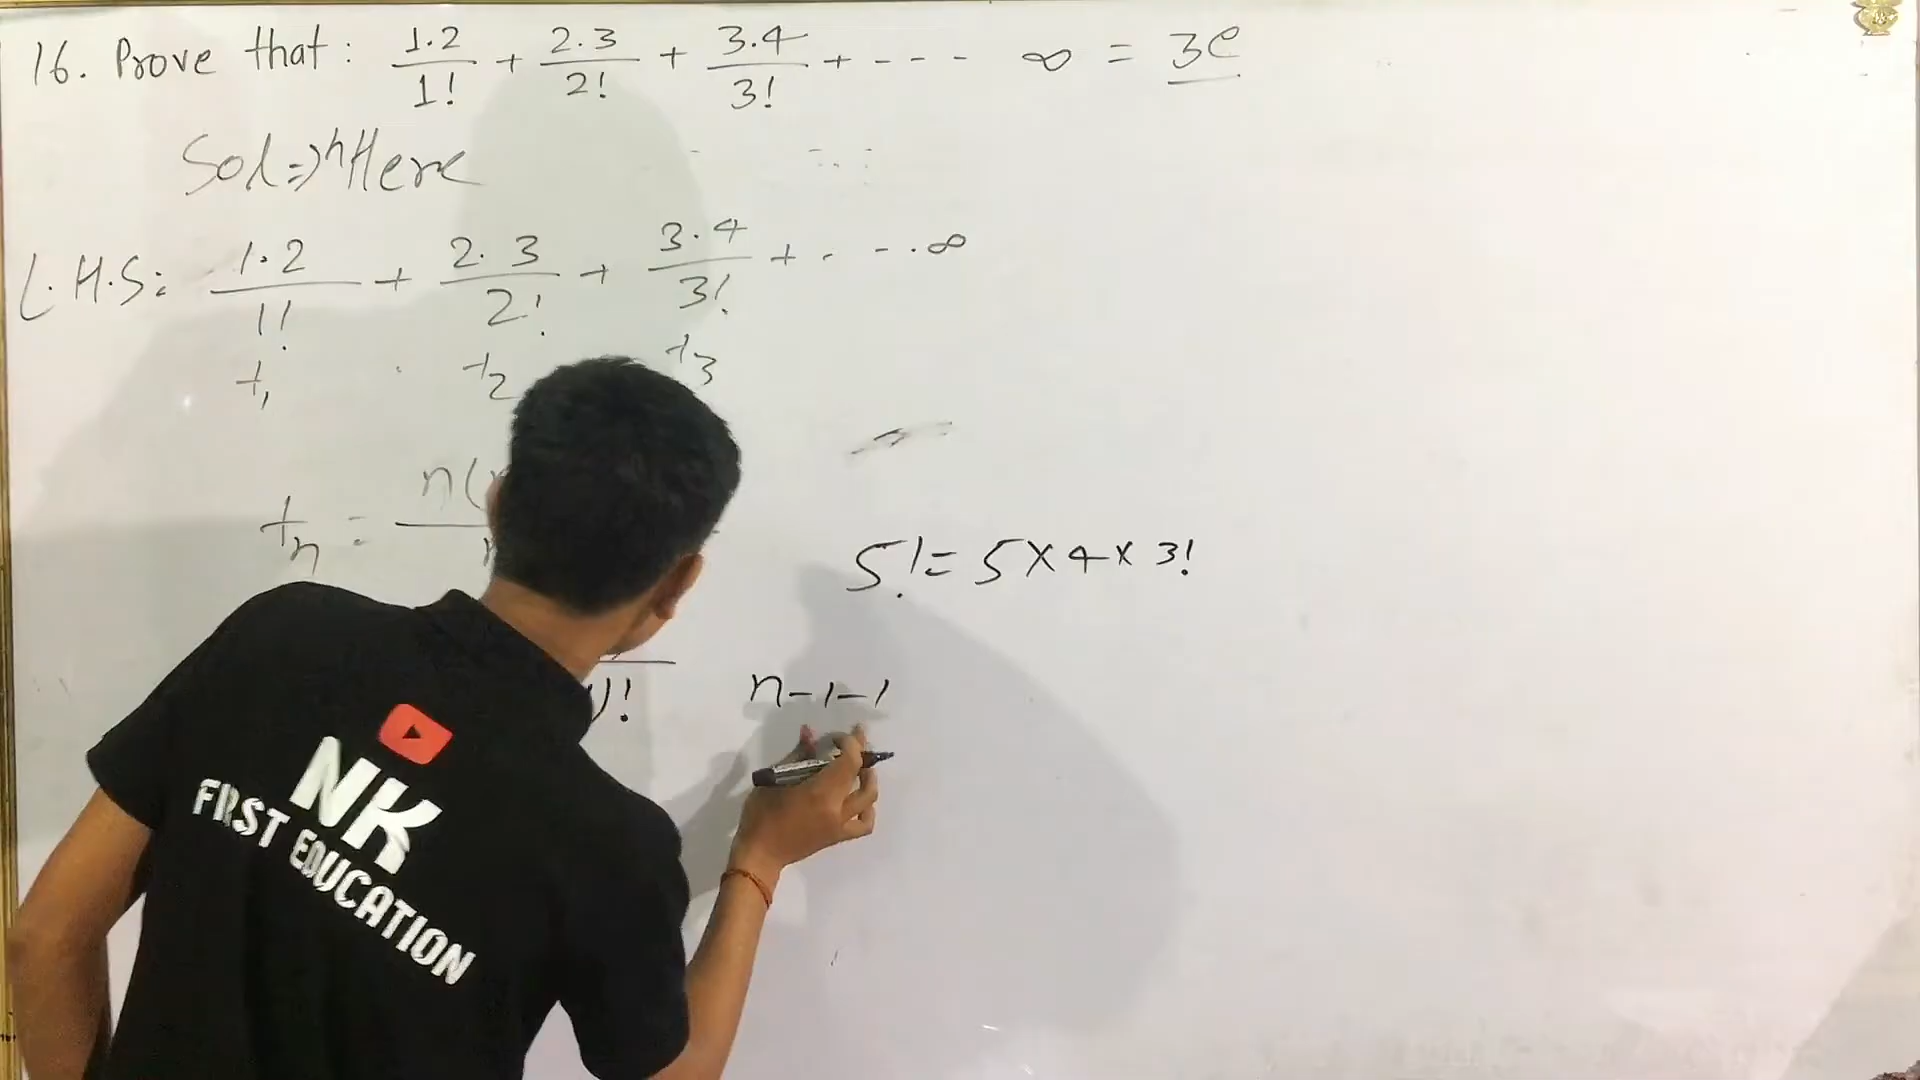 16. Prove that : 1.2/1! + 2.3/2! + 3.4/3! + - - - ∞ = 3e
Solⁿ ⇒ Here
L.H.S: 1.2/1! + 2.3/2! + 3.4/3! + . - - . ∞
t₁ t₂ t₃
tₙ = n(
5! = 5 × 4 × 3!
)! n-1-1
NK
FIRST EDUCATION